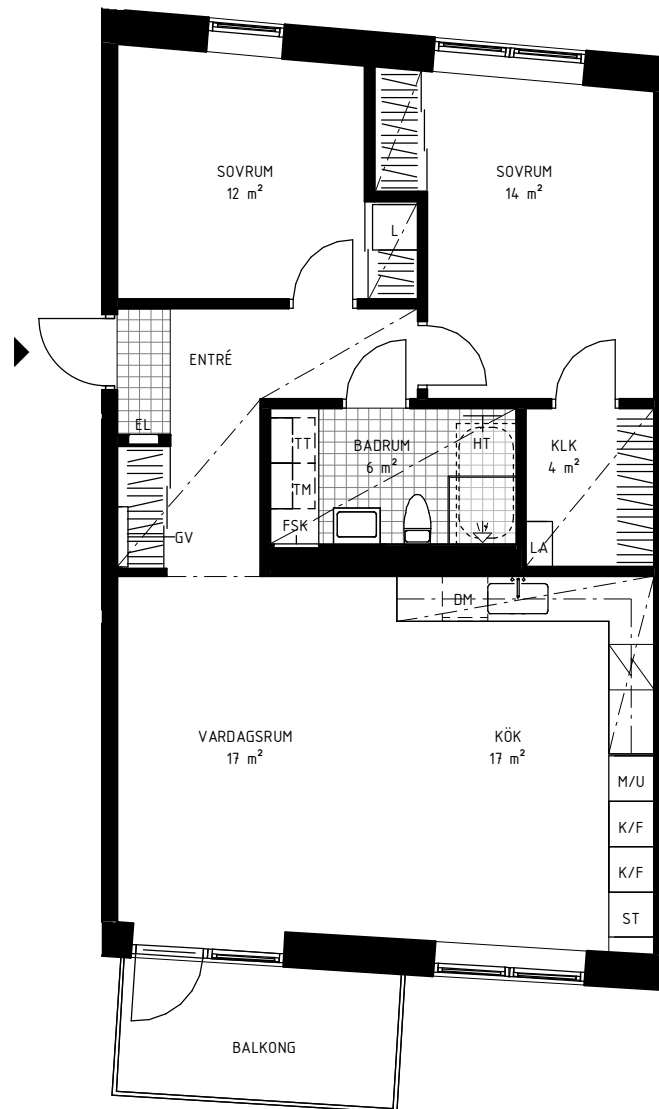 SOVRUM
12 m²
SOVRUM
14 m²
L
ENTRÉ
EL
TT
BADRUM
6 m²
HT
KLK
4 m²
TM
FSK
GV
LA
DM
VARDAGSRUM
17 m²
KÖK
17 m²
M/U
K/F
K/F
ST
BALKONG